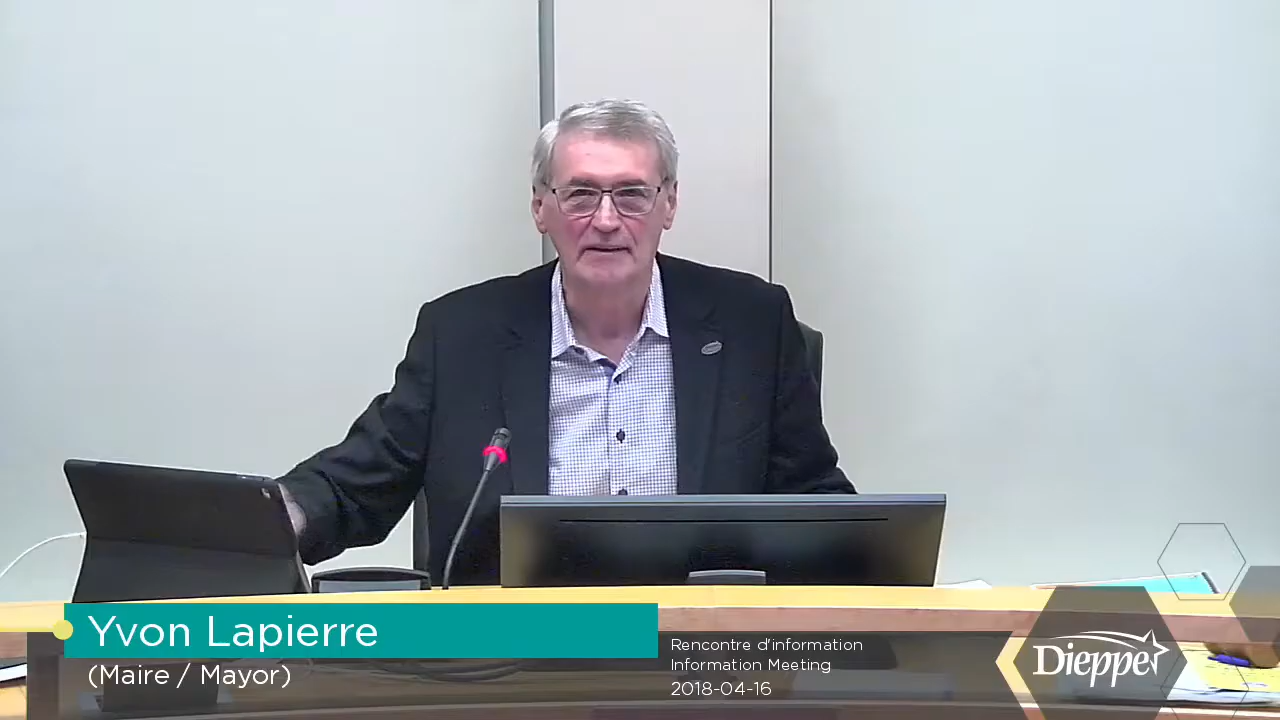 Yvon Lapierre
(Maire / Mayor)
Rencontre d'information
Information Meeting
2018-04-16
Dieppe